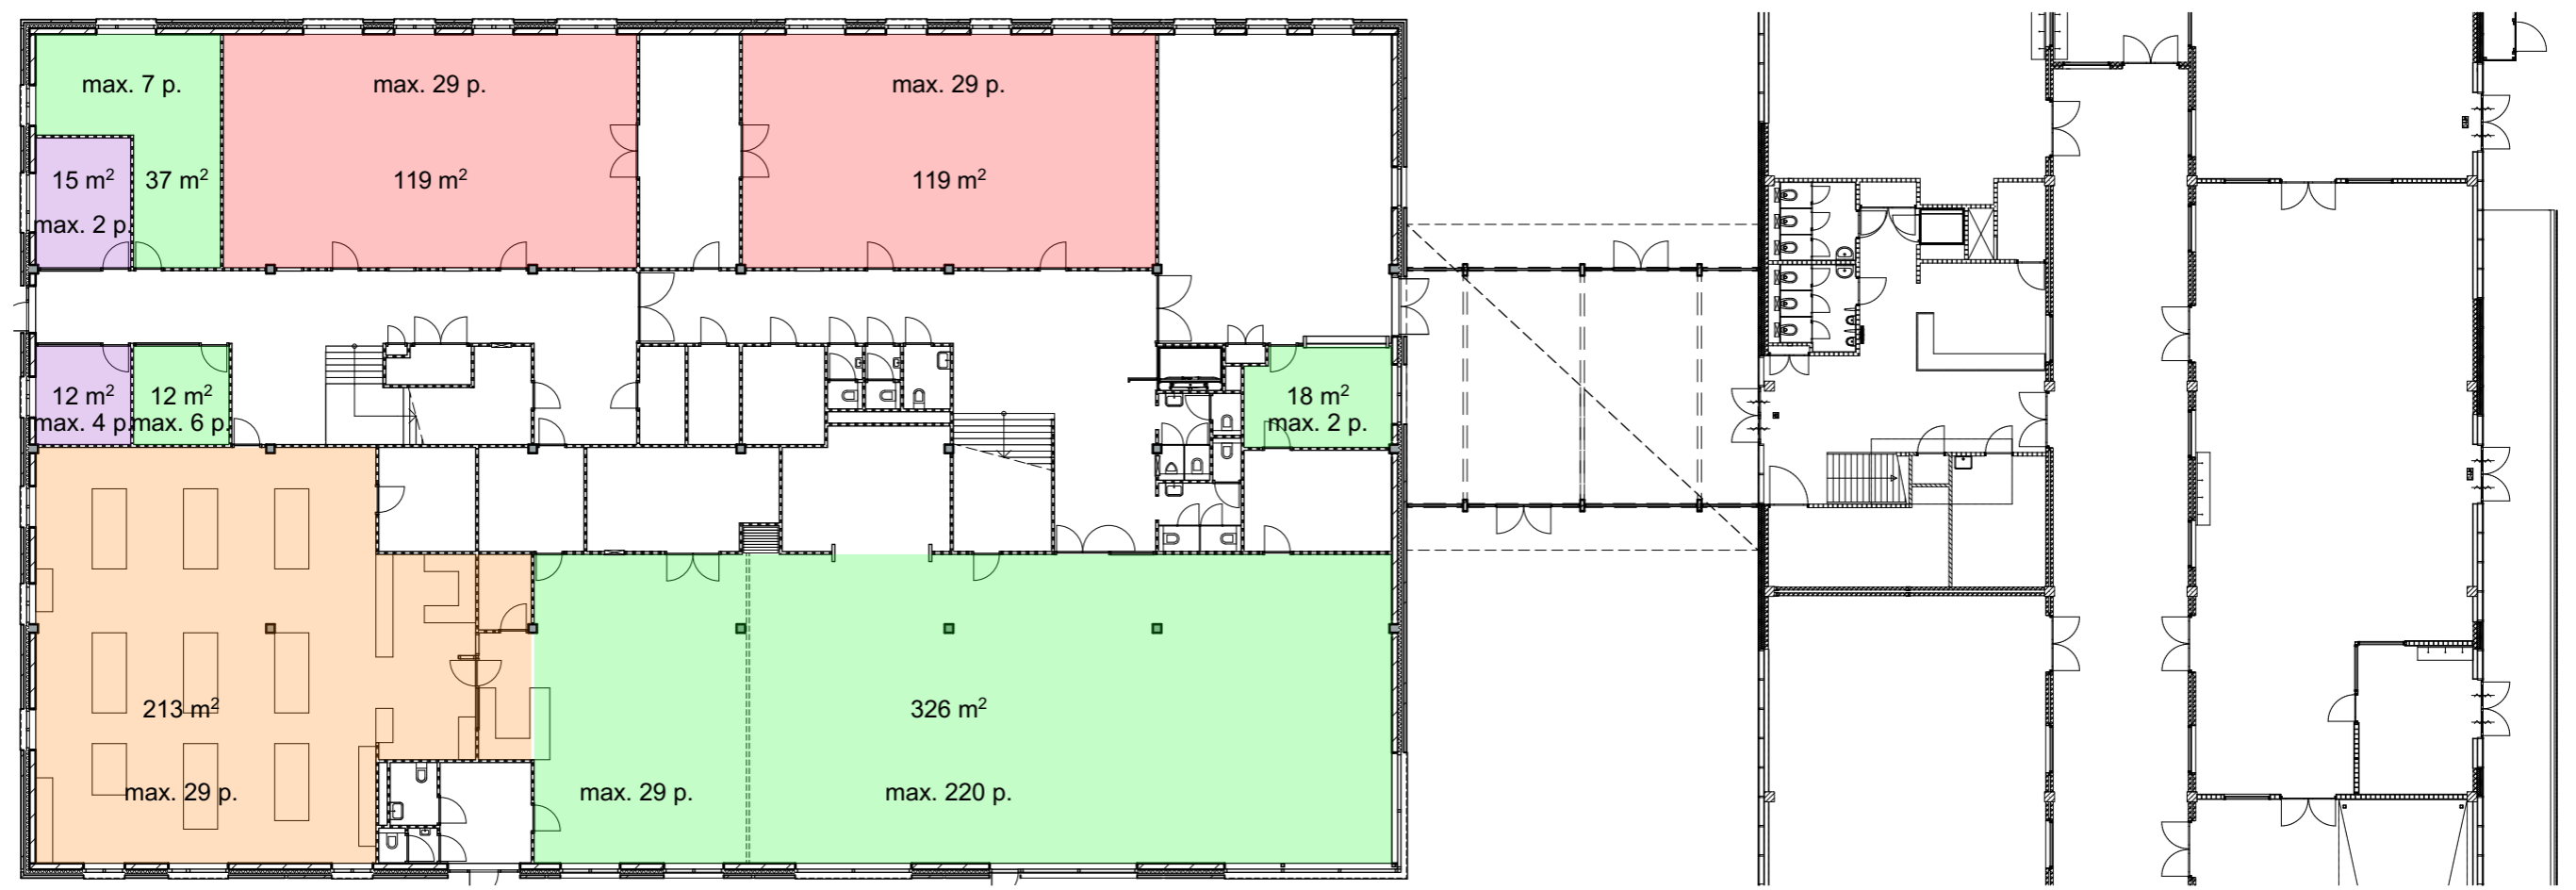 max. 7 p.
max. 29 p.
max. 29 p.
15 m²
37 m²
119 m²
119 m²
max. 2 p.
12 m²
max. 4 p.
12 m²
max. 6 p.
18 m²
max. 2 p.
213 m²
326 m²
max. 29 p.
max. 29 p.
max. 220 p.